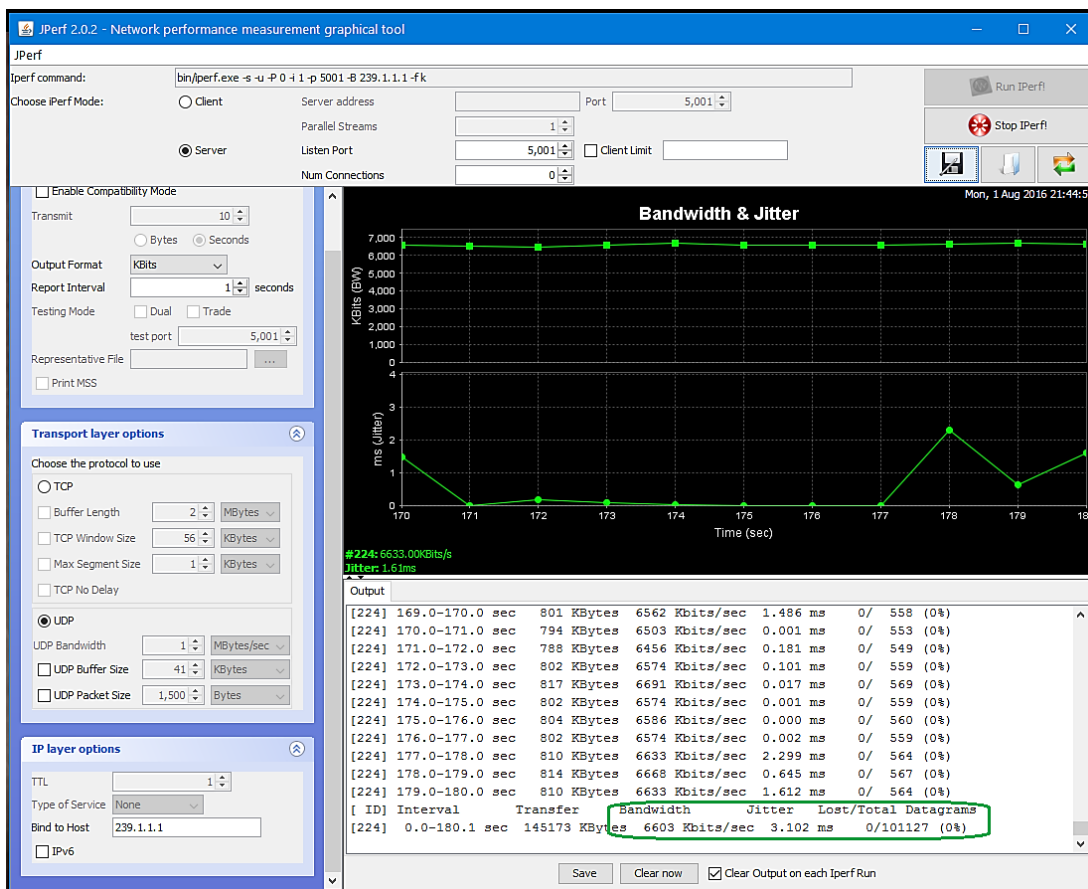 JPerf 2.0.2 - Network performance measurement graphical tool
JPerf
Iperf command: bin/iperf.exe -s -u -P 0 -i 1 -p 5001 -B 239.1.1.1 -f k
Choose iPerf Mode: Client Server address Port 5,001
Parallel Streams 1
Server Listen Port 5,001 Client Limit
Num Connections 0
Run IPerf!
Stop IPerf!
Enable Compatibility Mode
Transmit 10
Bytes Seconds
Output Format KBits
Report Interval 1 seconds
Testing Mode Dual Trade
test port 5,001
Representative File ...
Print MSS
Transport layer options
Choose the protocol to use
TCP
Buffer Length 2 MBytes
TCP Window Size 56 KBytes
Max Segment Size 1 KBytes
TCP No Delay
UDP
UDP Bandwidth 1 MBytes/sec
UDP Buffer Size 41 KBytes
UDP Packet Size 1,500 Bytes
IP layer options
TTL 1
Type of Service None
Bind to Host 239.1.1.1
IPv6
Mon, 1 Aug 2016 21:44:5
Bandwidth & Jitter
KBits (BW)
7,000
6,000
5,000
4,000
3,000
2,000
1,000
0
ms (Jitter)
4
3
2
1
0
170 171 172 173 174 175 176 177 178 179 18
Time (sec)
#224: 6633.00KBits/s
Jitter: 1.61ms
Output
[224] 169.0-170.0 sec 801 KBytes 6562 Kbits/sec 1.486 ms 0/ 558 (0%)
[224] 170.0-171.0 sec 794 KBytes 6503 Kbits/sec 0.001 ms 0/ 553 (0%)
[224] 171.0-172.0 sec 788 KBytes 6456 Kbits/sec 0.181 ms 0/ 549 (0%)
[224] 172.0-173.0 sec 802 KBytes 6574 Kbits/sec 0.101 ms 0/ 559 (0%)
[224] 173.0-174.0 sec 817 KBytes 6691 Kbits/sec 0.017 ms 0/ 569 (0%)
[224] 174.0-175.0 sec 802 KBytes 6574 Kbits/sec 0.001 ms 0/ 559 (0%)
[224] 175.0-176.0 sec 804 KBytes 6586 Kbits/sec 0.000 ms 0/ 560 (0%)
[224] 176.0-177.0 sec 802 KBytes 6574 Kbits/sec 0.002 ms 0/ 559 (0%)
[224] 177.0-178.0 sec 810 KBytes 6633 Kbits/sec 2.299 ms 0/ 564 (0%)
[224] 178.0-179.0 sec 814 KBytes 6668 Kbits/sec 0.645 ms 0/ 567 (0%)
[224] 179.0-180.0 sec 810 KBytes 6633 Kbits/sec 1.612 ms 0/ 564 (0%)
[ ID] Interval Transfer Bandwidth Jitter Lost/Total Datagrams
[224] 0.0-180.1 sec 145173 KBytes 6603 Kbits/sec 3.102 ms 0/101127 (0%)
Save Clear now Clear Output on each Iperf Run